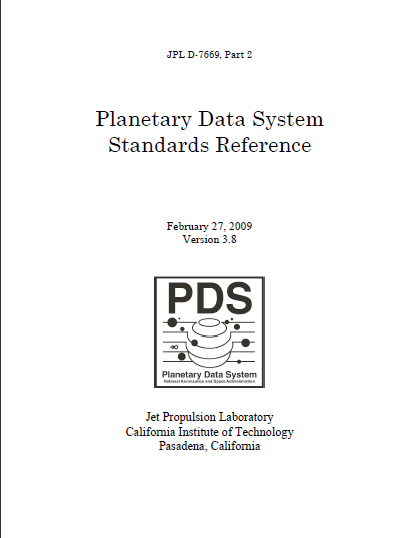 JPL D-7669, Part 2
Planetary Data System
Standards Reference
February 27, 2009
Version 3.8
PDS
Planetary Data System
National Aeronautics and Space Administration
Jet Propulsion Laboratory
California Institute of Technology
Pasadena, California